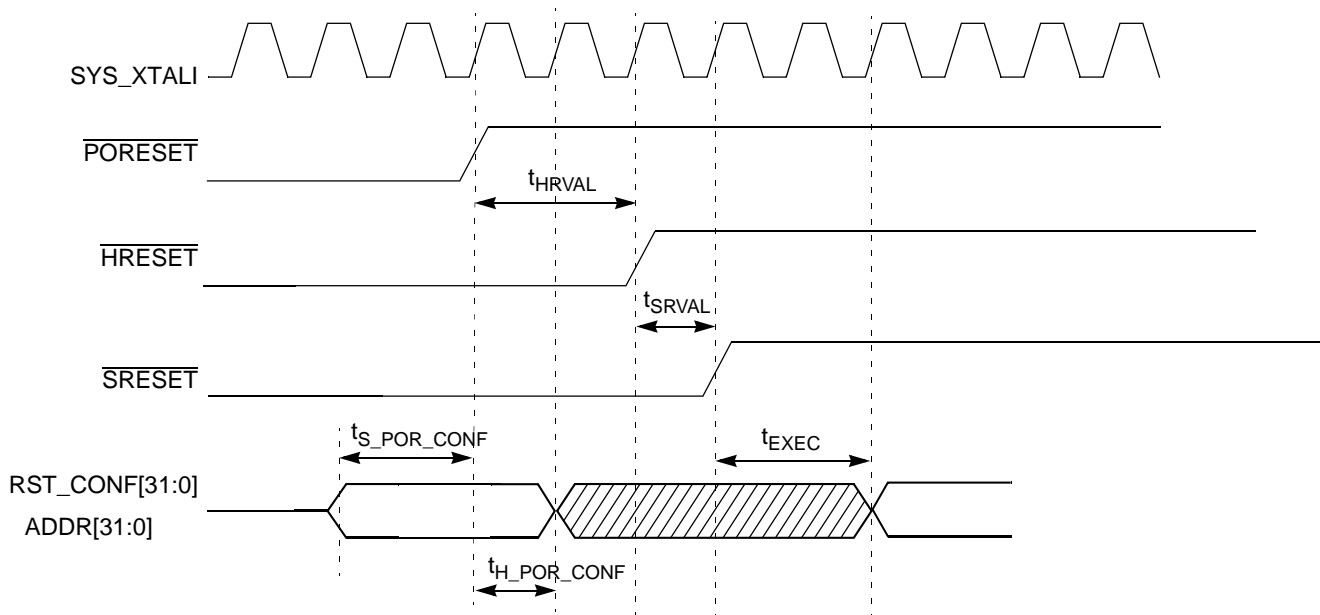 SYS_XTALI
PORESET
tHRVAL
HRESET
tSRVAL
SRESET
tS_POR_CONF
tEXEC
RST_CONF[31:0]
ADDR[31:0]
tH_POR_CONF